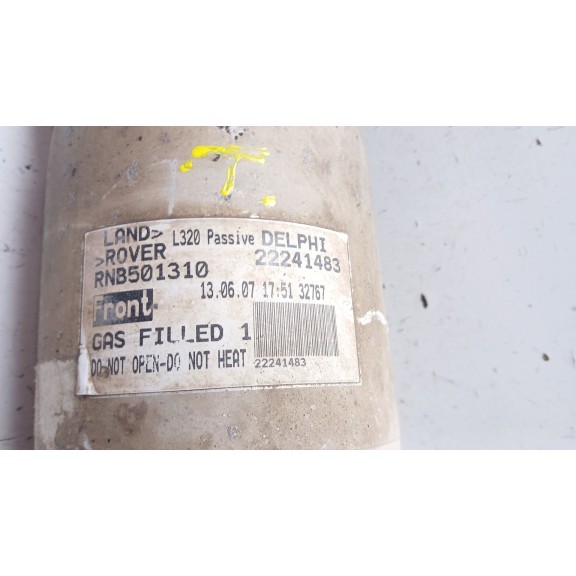 T.
LAND> L320 Passive DELPHI
>ROVER 22241483
RNB501310
13.06.07 17:51 32767
Front
GAS FILLED 1
DO NOT OPEN-DO NOT HEAT 22241483